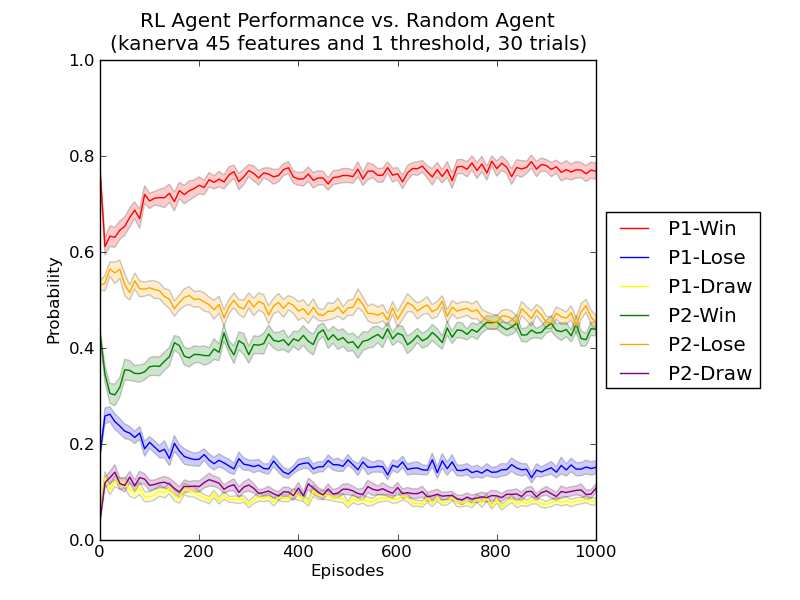 RL Agent Performance vs. Random Agent
(kanerva 45 features and 1 threshold, 30 trials)
1.0
0.8
0.6
0.4
0.2
0.0
Probability
0 200 400 600 800 1000
Episodes
P1-Win
P1-Lose
P1-Draw
P2-Win
P2-Lose
P2-Draw